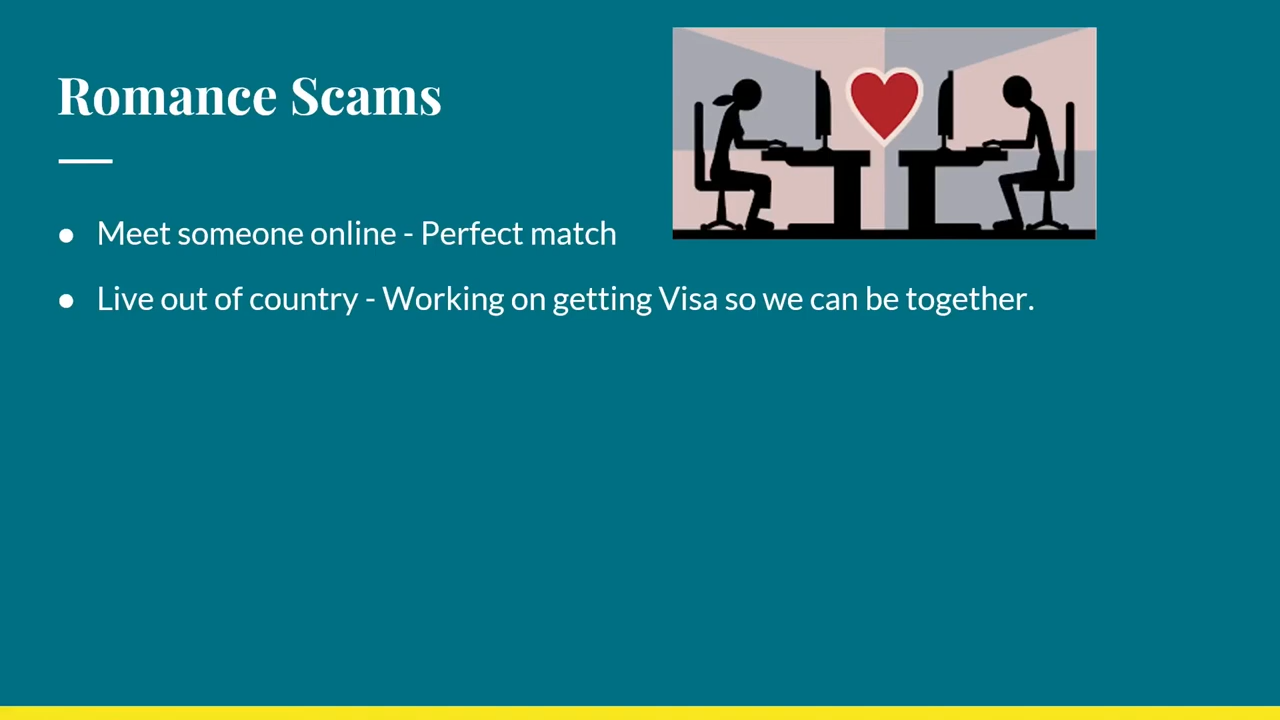 Romance Scams
● Meet someone online - Perfect match
● Live out of country - Working on getting Visa so we can be together.